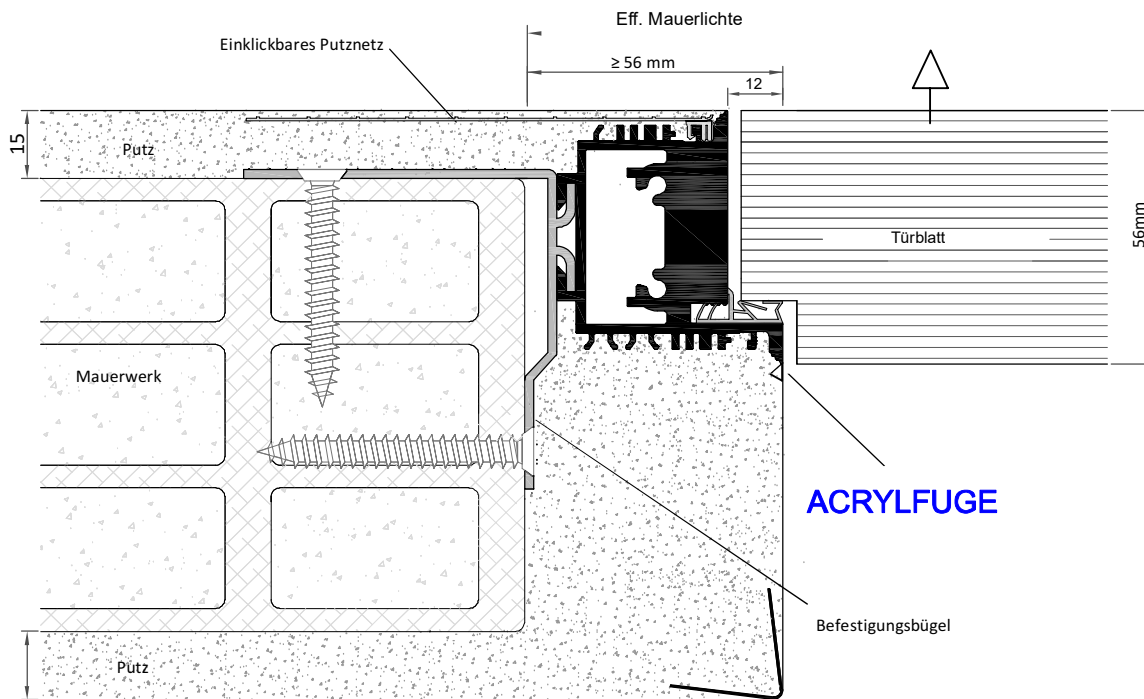 Eff. Mauerlichte
Einklickbares Putznetz
≥ 56 mm
12
15
Putz
Türblatt
56mm
Mauerwerk
ACRYLFUGE
Befestigungsbügel
Putz